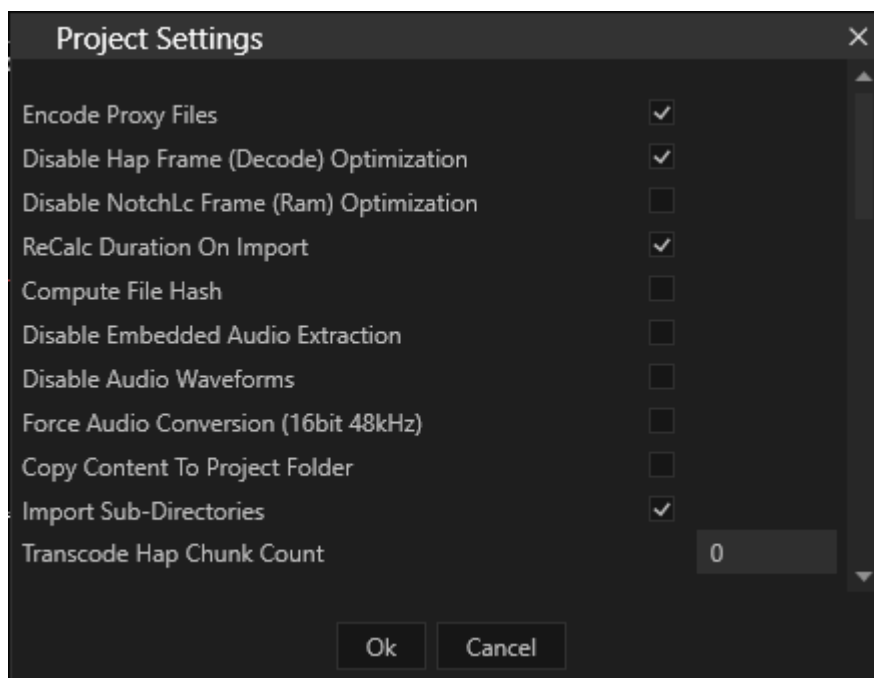 Project Settings
Encode Proxy Files
Disable Hap Frame (Decode) Optimization
Disable NotchLc Frame (Ram) Optimization
ReCalc Duration On Import
Compute File Hash
Disable Embedded Audio Extraction
Disable Audio Waveforms
Force Audio Conversion (16bit 48kHz)
Copy Content To Project Folder
Import Sub-Directories
Transcode Hap Chunk Count 0
Ok Cancel